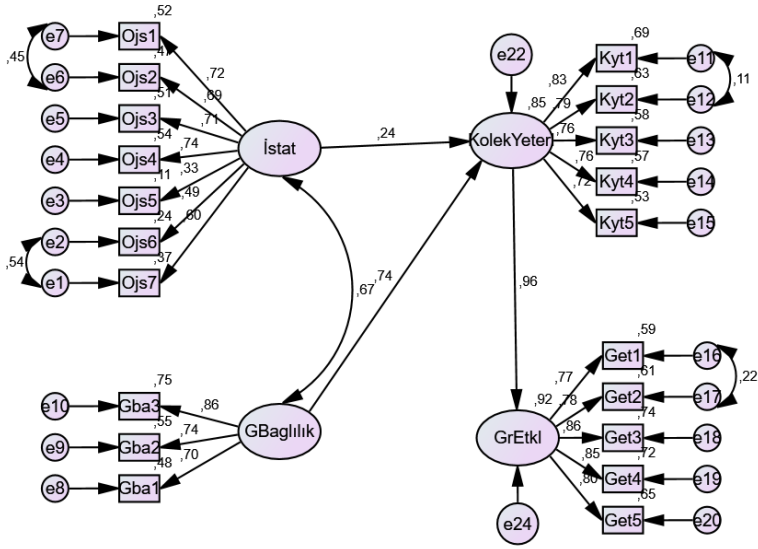 ,52
e7 Ojs1
,45
,47
e6 Ojs2
,72
,51
,69
e5 Ojs3
,71
,54
e4 Ojs4
,74
,11
,33
e3 Ojs5
,49
,24
,60
e2 Ojs6
,54
,37
e1 Ojs7
İstat
,24
,67
,74
,75
e10 Gba3
,86
,55
e9 Gba2
,74
,48
,70
e8 Gba1
GBaglılık
e22
,85
KolekYeter
,69
Kyt1 e11
,83
,63
,11
Kyt2 e12
,79
,58
Kyt3 e13
,76
,57
Kyt4 e14
,76
,53
Kyt5 e15
,72
,96
,92
GrEtkl
e24
,59
Get1 e16
,77
,61
,22
Get2 e17
,78
,74
Get3 e18
,86
,72
Get4 e19
,85
,65
Get5 e20
,80